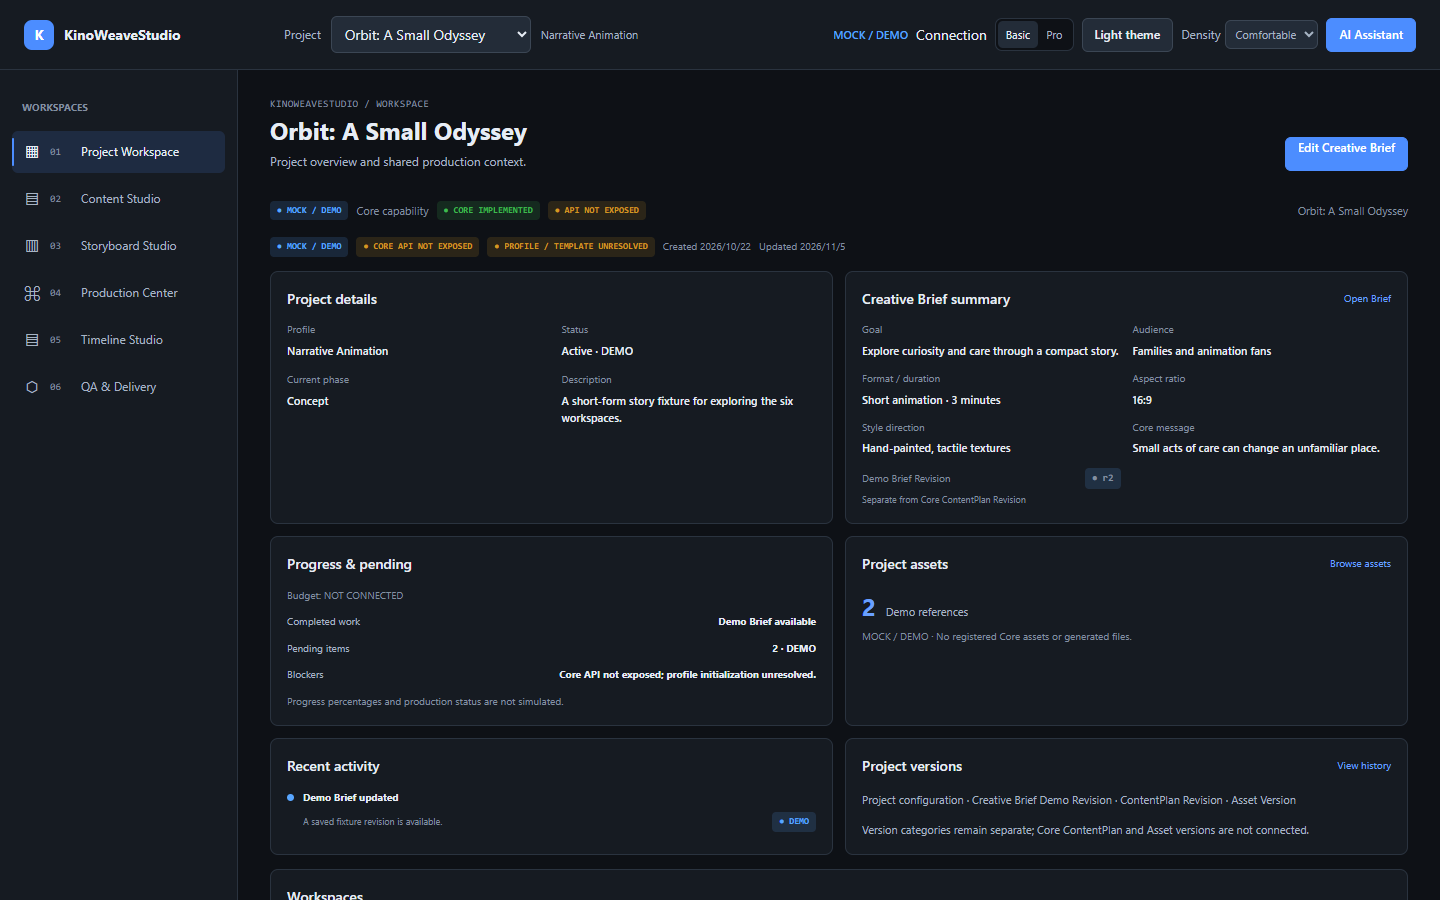 K KinoWeaveStudio Project Orbit: A Small Odyssey Narrative Animation MOCK / DEMO Connection Basic Pro Light theme Density Comfortable AI Assistant
WORKSPACES
01 Project Workspace
02 Content Studio
03 Storyboard Studio
04 Production Center
05 Timeline Studio
06 QA & Delivery
KINOWEAVESTUDIO / WORKSPACE
Orbit: A Small Odyssey
Project overview and shared production context.
Edit Creative Brief
MOCK / DEMO Core capability CORE IMPLEMENTED API NOT EXPOSED Orbit: A Small Odyssey
MOCK / DEMO CORE API NOT EXPOSED PROFILE / TEMPLATE UNRESOLVED Created 2026/10/22 Updated 2026/11/5
Project details
Profile Status
Narrative Animation Active · DEMO
Current phase Description
Concept A short-form story fixture for exploring the six
workspaces.
Creative Brief summary Open Brief
Goal Audience
Explore curiosity and care through a compact story. Families and animation fans
Format / duration Aspect ratio
Short animation · 3 minutes 16:9
Style direction Core message
Hand-painted, tactile textures Small acts of care can change an unfamiliar place.
Demo Brief Revision r2
Separate from Core ContentPlan Revision
Progress & pending
Budget: NOT CONNECTED
Completed work Demo Brief available
Pending items 2 · DEMO
Blockers Core API not exposed; profile initialization unresolved.
Progress percentages and production status are not simulated.
Project assets Browse assets
2 Demo references
MOCK / DEMO · No registered Core assets or generated files.
Recent activity
Demo Brief updated
A saved fixture revision is available. DEMO
Project versions View history
Project configuration · Creative Brief Demo Revision · ContentPlan Revision · Asset Version
Version categories remain separate; Core ContentPlan and Asset versions are not connected.
Workspaces